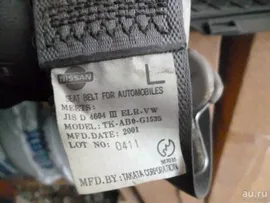 NISSAN
L
SEAT BELT FOR AUTOMOBILES
MEETS:
JIS D 4604 III ELR-VW
MODEL: TK-AB0-G1535
MFD.DATE: 2001
LOT NO: 0411
MFD.BY: TAKATA CORPORATION
au.ru